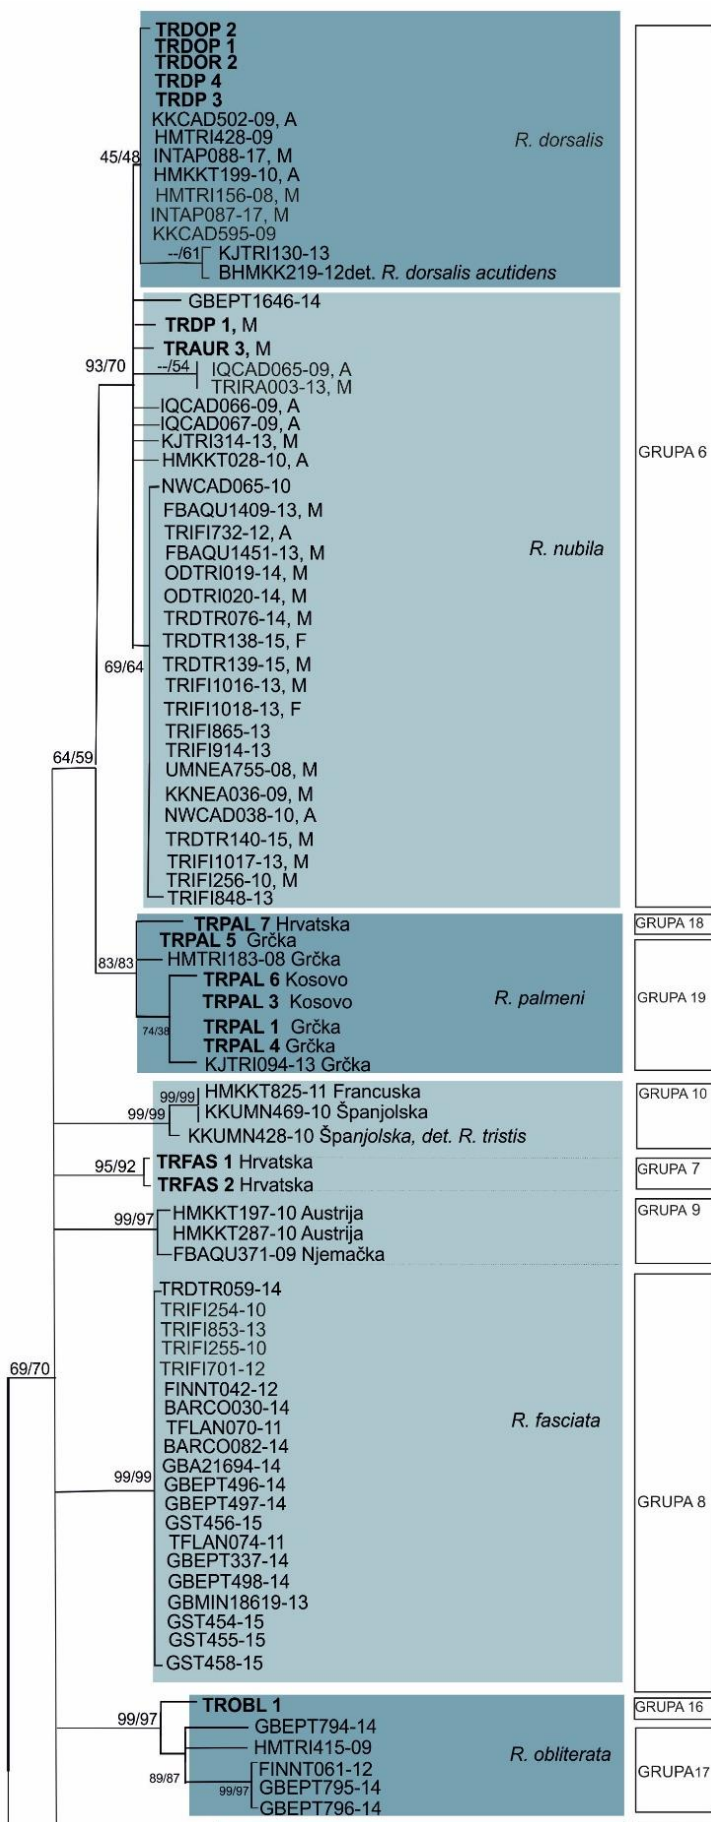 TRDOP 2
TRDOP 1
TRDOR 2
TRDP 4
TRDP 3
KKCAD502-09, A
HMTRI428-09
R. dorsalis
45/48
INTAP088-17, M
HMKKT199-10, A
HMTRI156-08, M
INTAP087-17, M
KKCAD595-09
--/61
KJTRI130-13
BHMKK219-12det. R. dorsalis acutidens
GBEPT1646-14
TRDP 1, M
TRAUR 3, M
93/70
--/54
IQCAD065-09, A
TRIRA003-13, M
IQCAD066-09, A
IQCAD067-09, A
KJTRI314-13, M
GRUPA 6
HMKKT028-10, A
NWCAD065-10
FBAQU1409-13, M
TRIFI732-12, A
R. nubila
FBAQU1451-13, M
ODTRI019-14, M
ODTRI020-14, M
TRDTR076-14, M
TRDTR138-15, F
69/64
TRDTR139-15, M
TRIFI1016-13, M
TRIFI1018-13, F
TRIFI865-13
TRIFI914-13
64/59
UMNEA755-08, M
KKNEA036-09, M
NWCAD038-10, A
TRDTR140-15, M
TRIFI1017-13, M
TRIFI256-10, M
TRIFI848-13
TRPAL 7 Hrvatska
GRUPA 18
TRPAL 5 Grčka
83/83
HMTRI183-08 Grčka
TRPAL 6 Kosovo
TRPAL 3 Kosovo
R. palmeni
GRUPA 19
74/38
TRPAL 1 Grčka
TRPAL 4 Grčka
KJTRI094-13 Grčka
99/99
HMKKT825-11 Francuska
GRUPA 10
99/99
KKUMN469-10 Španjolska
KKUMN428-10 Španjolska, det. R. tristis
95/92
TRFAS 1 Hrvatska
GRUPA 7
TRFAS 2 Hrvatska
99/97
HMKKT197-10 Austrija
GRUPA 9
HMKKT287-10 Austrija
FBAQU371-09 Njemačka
TRDTR059-14
TRIFI254-10
TRIFI853-13
TRIFI255-10
69/70
TRIFI701-12
FINNT042-12
BARCO030-14
TFLAN070-11
R. fasciata
BARCO082-14
GBA21694-14
99/99
GBEPT496-14
GBEPT497-14
GRUPA 8
GST456-15
TFLAN074-11
GBEPT337-14
GBEPT498-14
GBMIN18619-13
GST454-15
GST455-15
GST458-15
TROBL 1
GRUPA 16
99/97
GBEPT794-14
HMTRI415-09
R. obliterata
FINNT061-12
GRUPA17
89/87
99/97
GBEPT795-14
GBEPT796-14